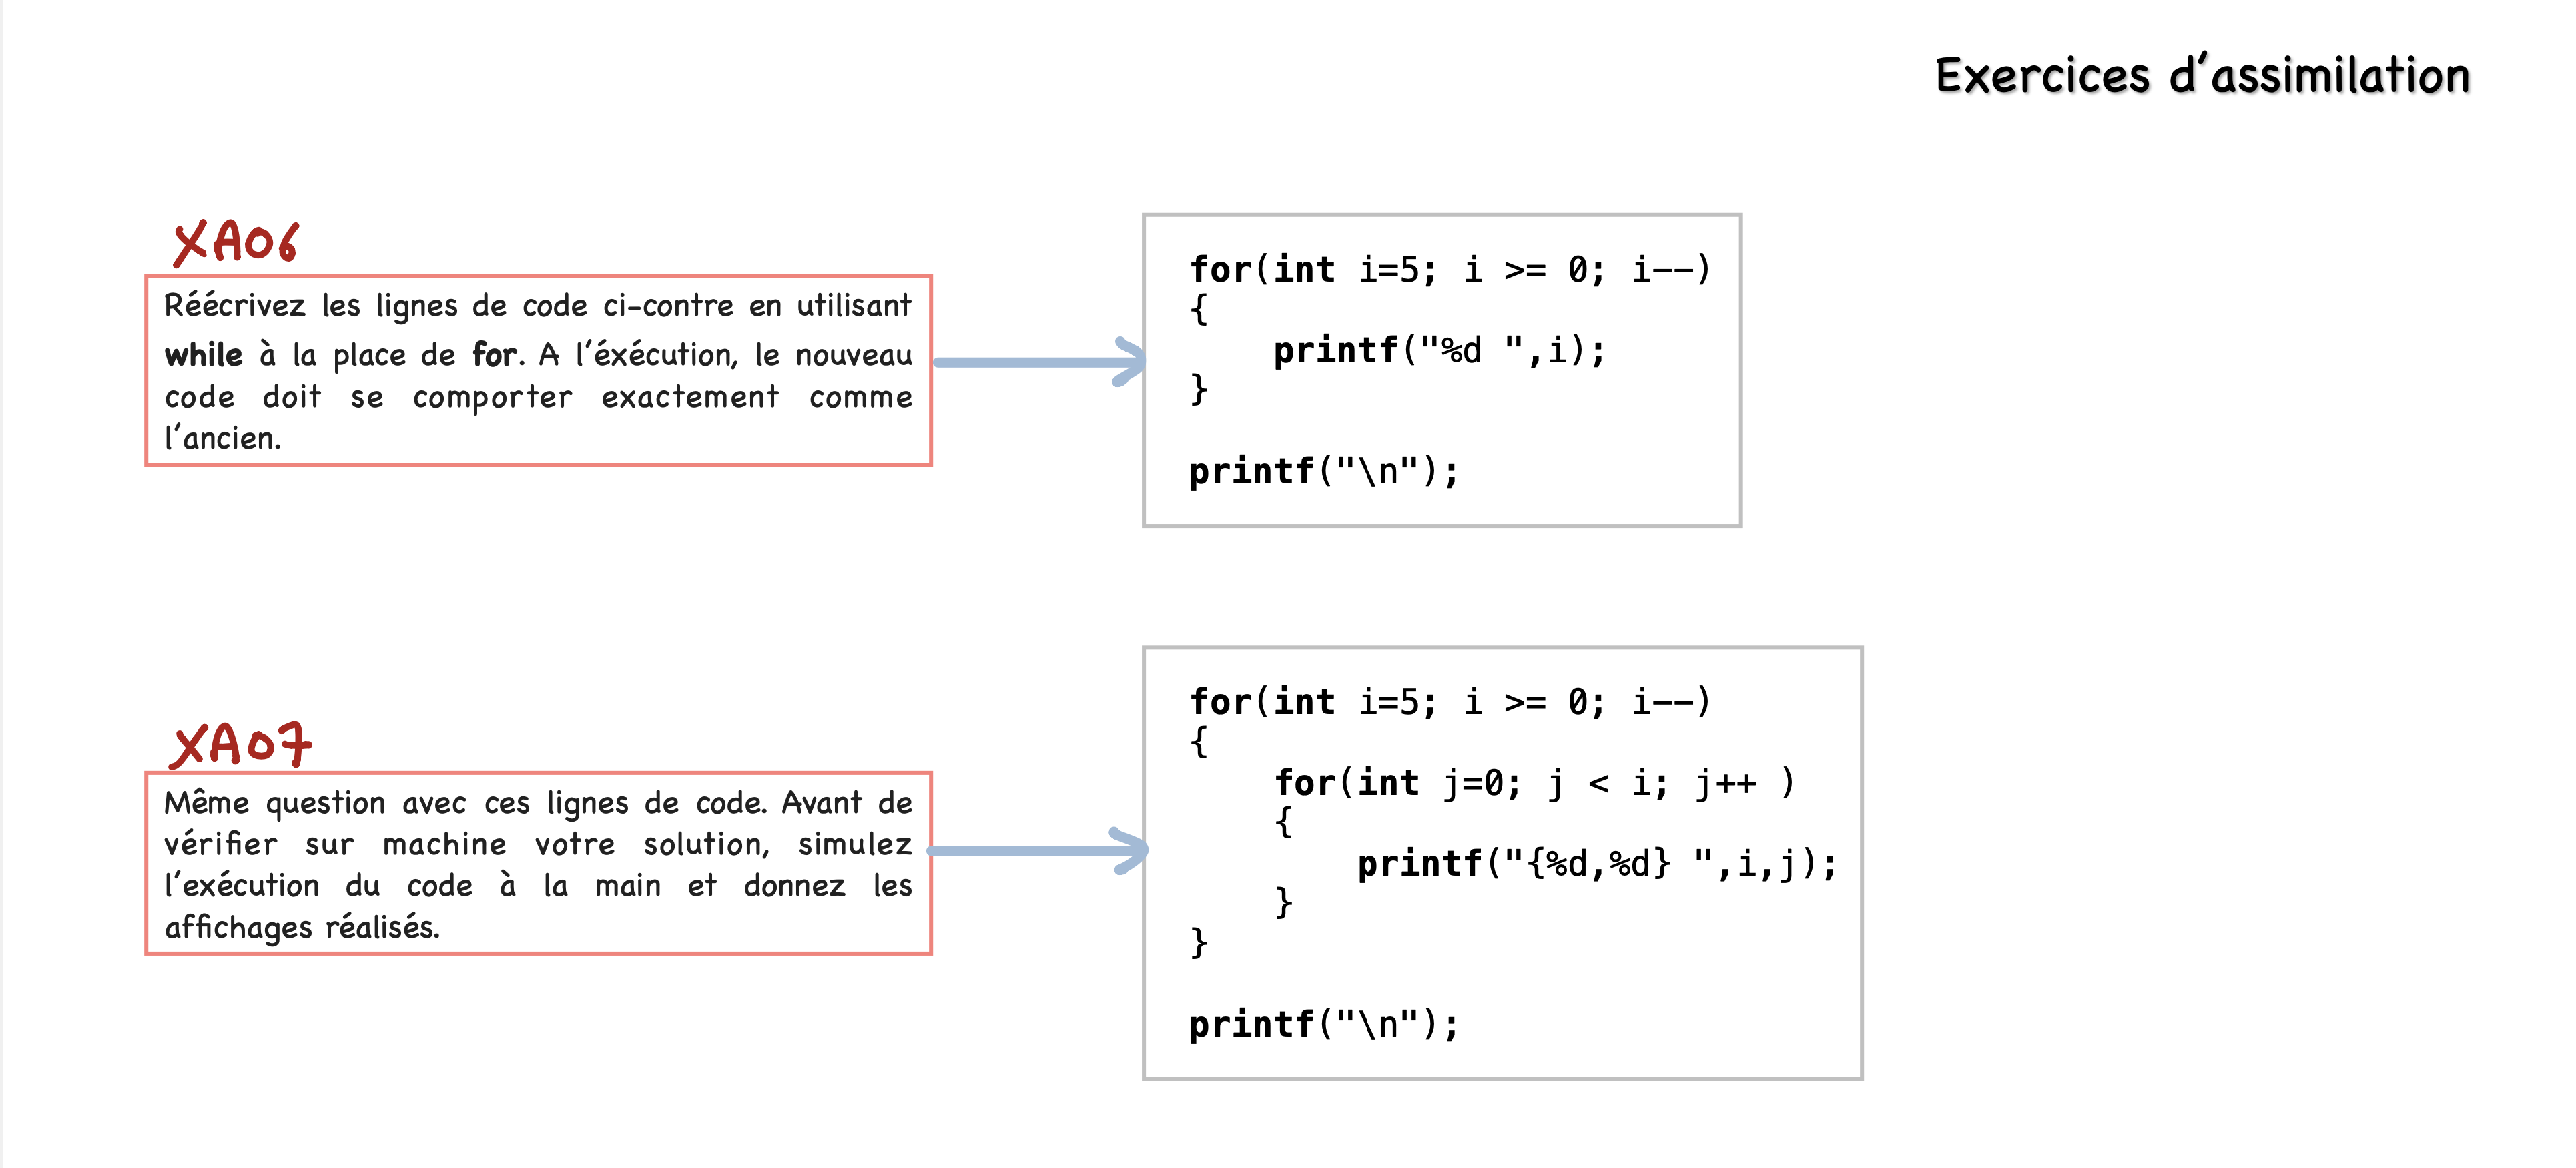 Exercices d'assimilation
XA06
Réécrivez les lignes de code ci-contre en utilisant
while à la place de for. A l'éxécution, le nouveau
code doit se comporter exactement comme
l'ancien.
for(int i=5; i >= 0; i--)
{
    printf("%d ",i);
}
printf("\n");
XA07
Même question avec ces lignes de code. Avant de
vérifier sur machine votre solution, simulez
l'exécution du code à la main et donnez les
affichages réalisés.
for(int i=5; i >= 0; i--)
{
    for(int j=0; j < i; j++ )
    {
        printf("{%d,%d} ",i,j);
    }
}
printf("\n");